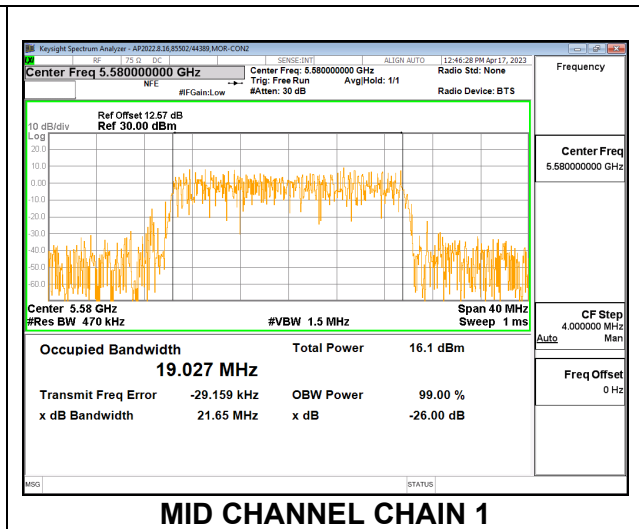 Keysight Spectrum Analyzer - AP2022.8.16,85502/44389,MOR-CON2
RF 75 Ω DC SENSE:INT ALIGN AUTO 12:46:28 PM Apr 17, 2023
Center Freq 5.580000000 GHz
NFE
#IFGain:Low
Center Freq: 5.580000000 GHz
Trig: Free Run Avg|Hold: 1/1
#Atten: 30 dB
Radio Std: None
Radio Device: BTS
Frequency
Ref Offset 12.57 dB
10 dB/div Ref 30.00 dBm
Log
20.0
10.0
0.00
-10.0
-20.0
-30.0
-40.0
-50.0
-60.0
Center Freq
5.580000000 GHz
Center 5.58 GHz Span 40 MHz
#Res BW 470 kHz #VBW 1.5 MHz Sweep 1 ms
CF Step
4.000000 MHz
Auto Man
Freq Offset
0 Hz
Occupied Bandwidth Total Power 16.1 dBm
19.027 MHz
Transmit Freq Error -29.159 kHz OBW Power 99.00 %
x dB Bandwidth 21.65 MHz x dB -26.00 dB
MSG STATUS
MID CHANNEL CHAIN 1